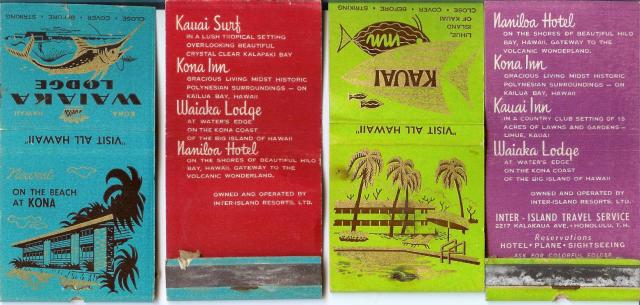 CLOSE COVER BEFORE STRIKING
KONA HAWAII
WAIAKA
LODGE
"VISIT ALL HAWAII"
Newest
ON THE BEACH
AT KONA
Kauai Surf
IN A LUSH TROPICAL SETTING
OVERLOOKING BEAUTIFUL
CRYSTAL CLEAR KALAPAKI BAY
Kona Inn
GRACIOUS LIVING MIDST HISTORIC
POLYNESIAN SURROUNDINGS — ON
KAILUA BAY, HAWAII
Waiaka Lodge
AT WATER'S EDGE
ON THE KONA COAST
OF THE BIG ISLAND OF HAWAII
Naniloa Hotel
ON THE SHORES OF BEAUTIFUL HILO
BAY, HAWAII, GATEWAY TO THE
VOLCANIC WONDERLAND.
OWNED AND OPERATED BY
INTER-ISLAND RESORTS, LTD.
CLOSE COVER BEFORE STRIKING
LIHUE,
ISLAND
OF KAUAI
KAUAI
INN
"VISIT ALL HAWAII"
Naniloa Hotel
ON THE SHORES OF BEAUTIFUL HILO
BAY, HAWAII, GATEWAY TO THE
VOLCANIC WONDERLAND.
Kona Inn
GRACIOUS LIVING MIDST HISTORIC
POLYNESIAN SURROUNDINGS — ON
KAILUA BAY, HAWAII
Kauai Inn
IN A COUNTRY CLUB SETTING OF 15
ACRES OF LAWNS AND GARDENS—
LIHUE, KAUAI
Waiaka Lodge
AT WATER'S EDGE
ON THE KONA COAST
OF THE BIG ISLAND OF HAWAII
OWNED AND OPERATED BY
INTER-ISLAND RESORTS, LTD.
INTER - ISLAND TRAVEL SERVICE
2217 KALAKAUA AVE. • HONOLULU, T.H.
Reservations
HOTEL • PLANE • SIGHTSEEING
ASK FOR COLORFUL FOLDER